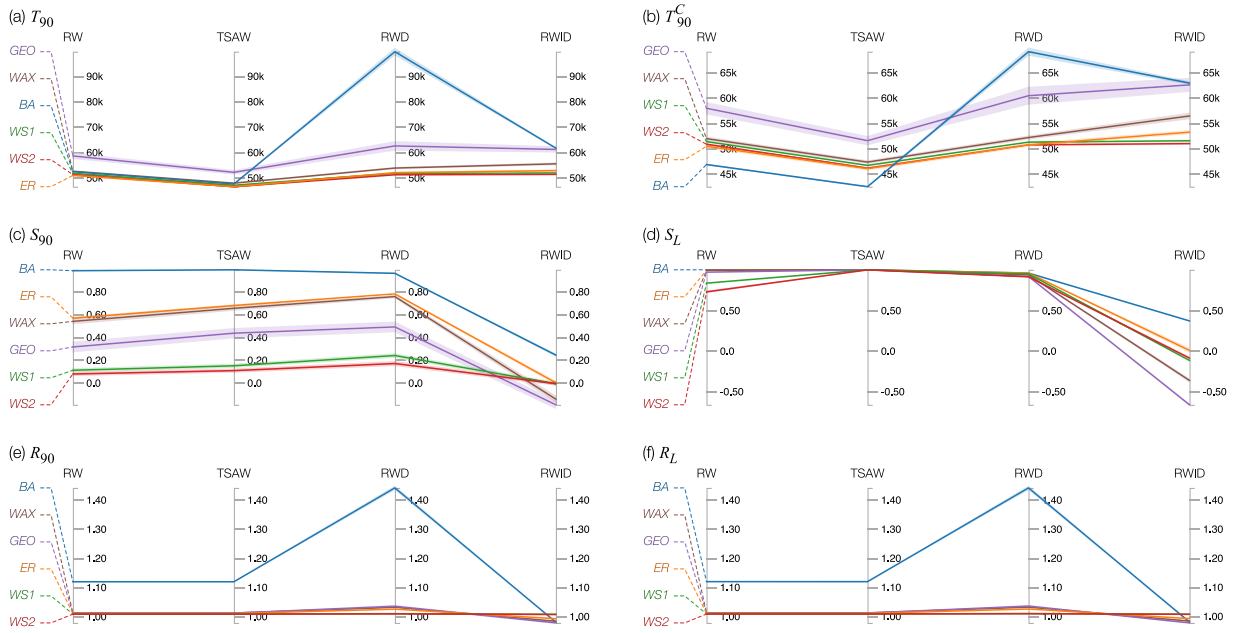 (a) T90
RW TSAW RWD RWID
GEO
WAX
BA
WS1
WS2
ER
90k 90k 90k 90k
80k 80k 80k 80k
70k 70k 70k 70k
60k 60k 60k 60k
50k 50k 50k 50k
(b) T^C_90
RW TSAW RWD RWID
GEO
WAX
WS1
WS2
ER
BA
65k 65k 65k 65k
60k 60k 60k 60k
55k 55k 55k 55k
50k 50k 50k 50k
45k 45k 45k 45k
(c) S90
RW TSAW RWD RWID
BA
ER
WAX
GEO
WS1
WS2
0.80 0.80 0.80 0.80
0.60 0.60 0.60 0.60
0.40 0.40 0.40 0.40
0.20 0.20 0.20 0.20
0.0 0.0 0.0 0.0
(d) SL
RW TSAW RWD RWID
BA
ER
WAX
GEO
WS1
WS2
0.50 0.50 0.50 0.50
0.0 0.0 0.0 0.0
-0.50 -0.50 -0.50 -0.50
(e) R90
RW TSAW RWD RWID
BA
WAX
GEO
ER
WS1
WS2
1.40 1.40 1.40 1.40
1.30 1.30 1.30 1.30
1.20 1.20 1.20 1.20
1.10 1.10 1.10 1.10
1.00 1.00 1.00 1.00
(f) RL
RW TSAW RWD RWID
BA
WAX
GEO
ER
WS1
WS2
1.40 1.40 1.40 1.40
1.30 1.30 1.30 1.30
1.20 1.20 1.20 1.20
1.10 1.10 1.10 1.10
1.00 1.00 1.00 1.00